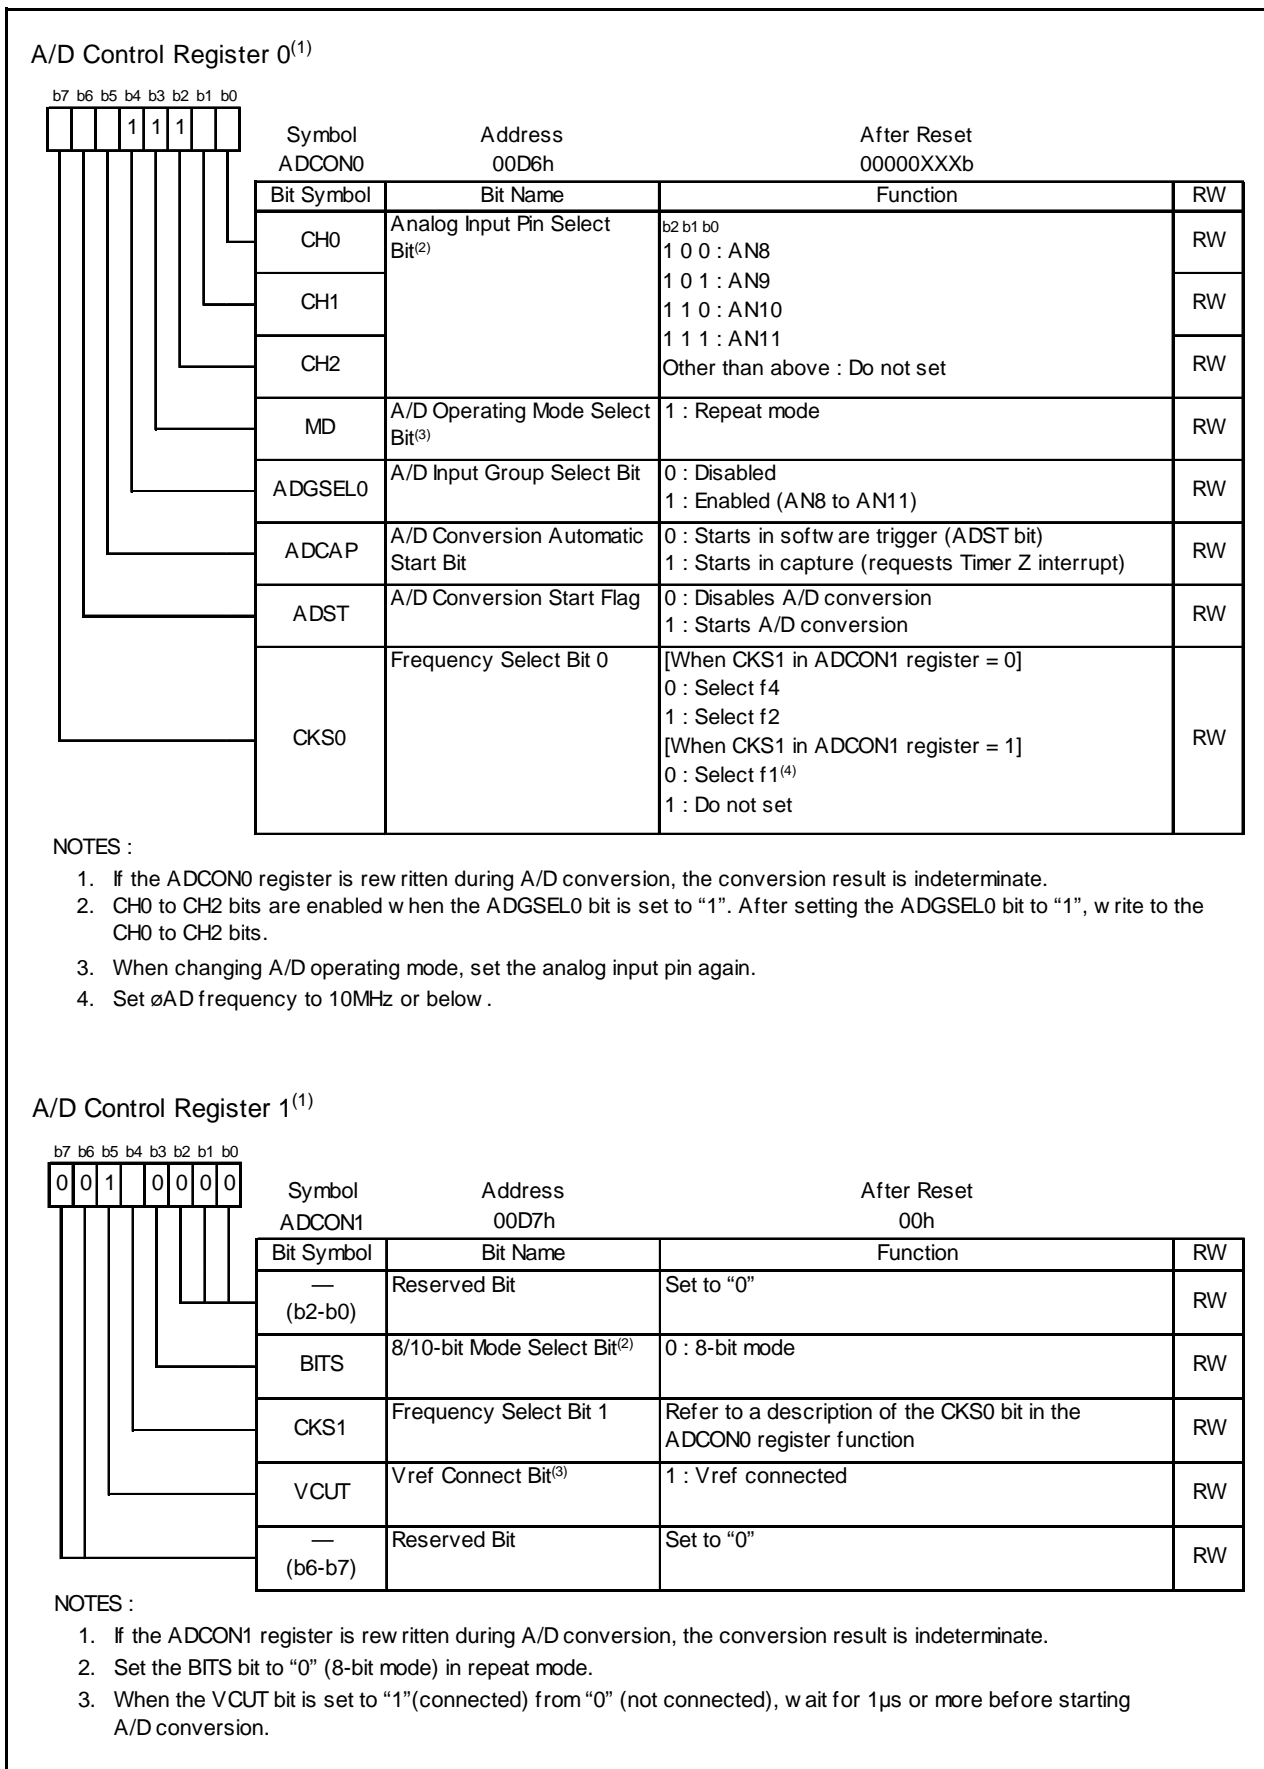 A/D Control Register 0(1)
b7 b6 b5 b4 b3 b2 b1 b0
1 1 1
Symbol Address After Reset
ADCON0 00D6h 00000XXXb
Bit Symbol Bit Name Function RW
CH0 Analog Input Pin Select Bit(2) b2 b1 b0 RW
1 0 0 : AN8
CH1 1 0 1 : AN9 RW
1 1 0 : AN10
1 1 1 : AN11
CH2 Other than above : Do not set RW
MD A/D Operating Mode Select Bit(3) 1 : Repeat mode RW
ADGSEL0 A/D Input Group Select Bit 0 : Disabled RW
1 : Enabled (AN8 to AN11)
ADCAP A/D Conversion Automatic Start Bit 0 : Starts in software trigger (ADST bit) RW
1 : Starts in capture (requests Timer Z interrupt)
ADST A/D Conversion Start Flag 0 : Disables A/D conversion RW
1 : Starts A/D conversion
CKS0 Frequency Select Bit 0 [When CKS1 in ADCON1 register = 0] RW
0 : Select f4
1 : Select f2
[When CKS1 in ADCON1 register = 1]
0 : Select f1(4)
1 : Do not set
NOTES :
1. If the ADCON0 register is rewritten during A/D conversion, the conversion result is indeterminate.
2. CH0 to CH2 bits are enabled when the ADGSEL0 bit is set to “1”. After setting the ADGSEL0 bit to “1”, write to the
CH0 to CH2 bits.
3. When changing A/D operating mode, set the analog input pin again.
4. Set øAD frequency to 10MHz or below.
A/D Control Register 1(1)
b7 b6 b5 b4 b3 b2 b1 b0
0 0 1 0 0 0 0
Symbol Address After Reset
ADCON1 00D7h 00h
Bit Symbol Bit Name Function RW
— (b2-b0) Reserved Bit Set to “0” RW
BITS 8/10-bit Mode Select Bit(2) 0 : 8-bit mode RW
CKS1 Frequency Select Bit 1 Refer to a description of the CKS0 bit in the RW
ADCON0 register function
VCUT Vref Connect Bit(3) 1 : Vref connected RW
— (b6-b7) Reserved Bit Set to “0” RW
NOTES :
1. If the ADCON1 register is rewritten during A/D conversion, the conversion result is indeterminate.
2. Set the BITS bit to “0” (8-bit mode) in repeat mode.
3. When the VCUT bit is set to “1”(connected) from “0” (not connected), wait for 1µs or more before starting
A/D conversion.